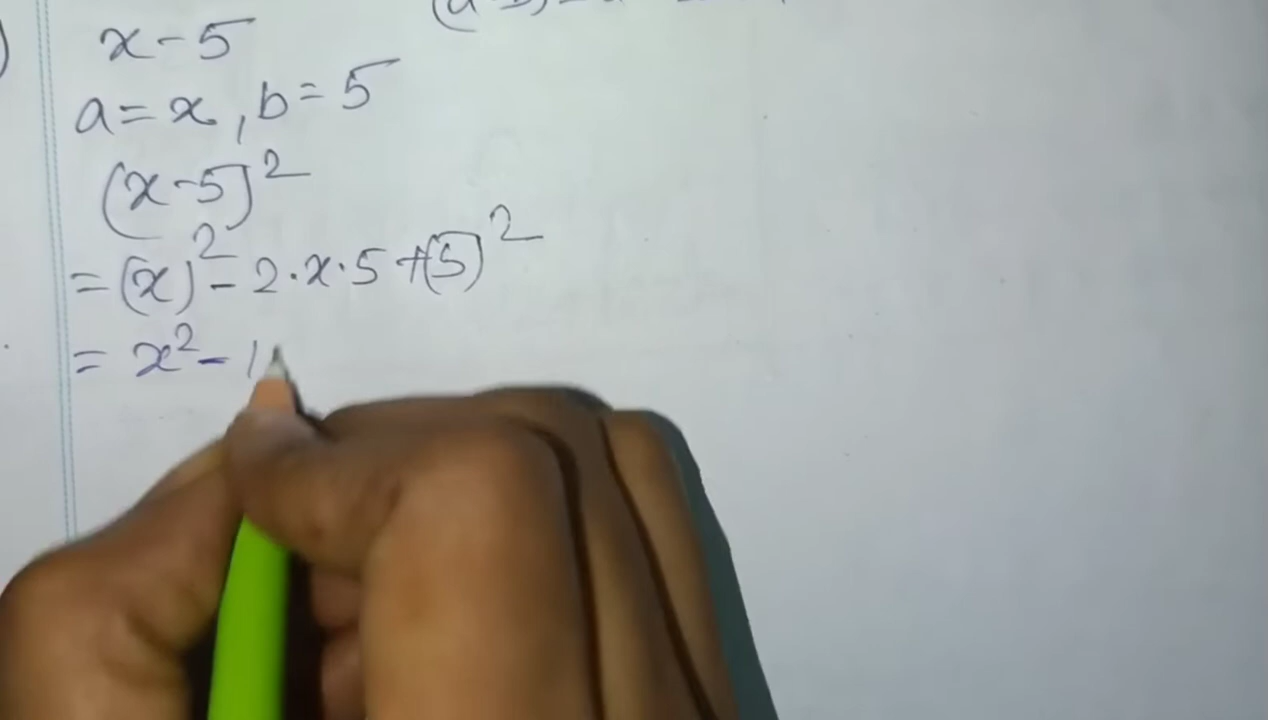 x-5
a=x, b=5
(x-5)²
=(x)²-2·x·5+(5)²
= x²-1